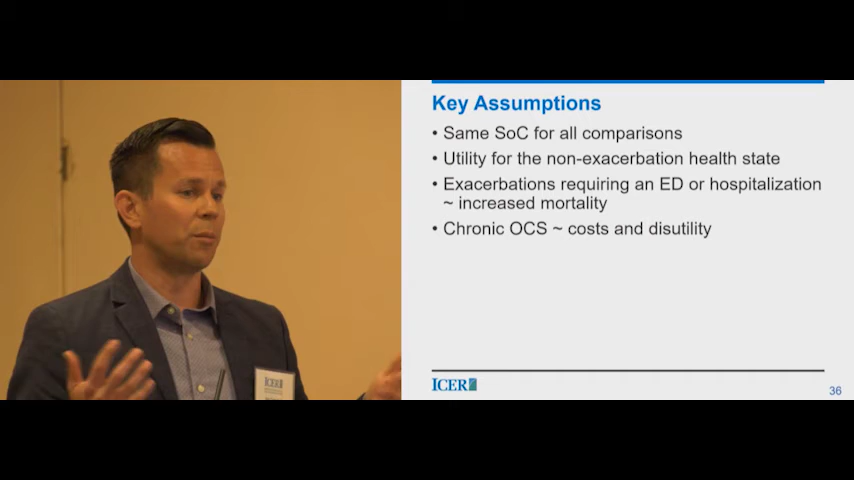 Key Assumptions
• Same SoC for all comparisons
• Utility for the non-exacerbation health state
• Exacerbations requiring an ED or hospitalization
~ increased mortality
• Chronic OCS ~ costs and disutility
ICER
ICER
36